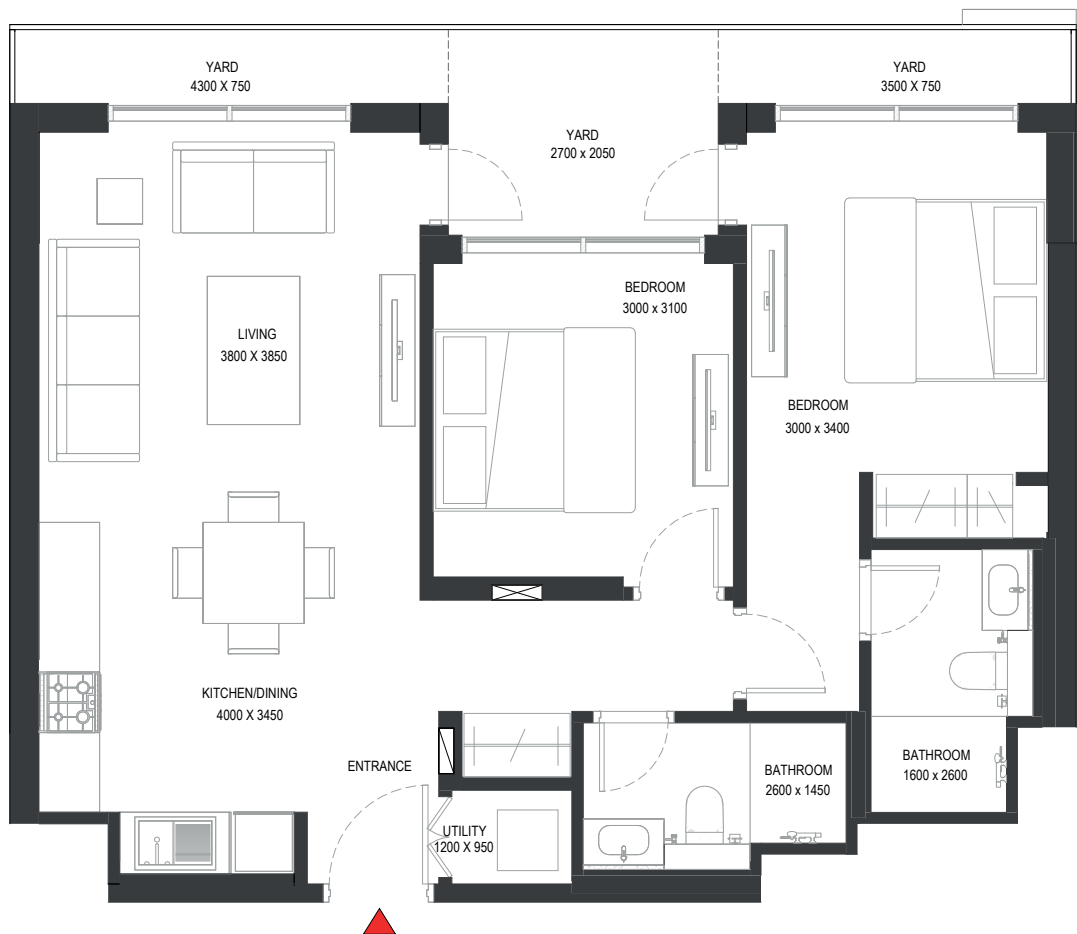 YARD
4300 X 750
YARD
3500 X 750
YARD
2700 x 2050
BEDROOM
3000 x 3100
LIVING
3800 X 3850
BEDROOM
3000 x 3400
KITCHEN/DINING
4000 X 3450
ENTRANCE
BATHROOM
1600 x 2600
BATHROOM
2600 x 1450
UTILITY
1200 X 950